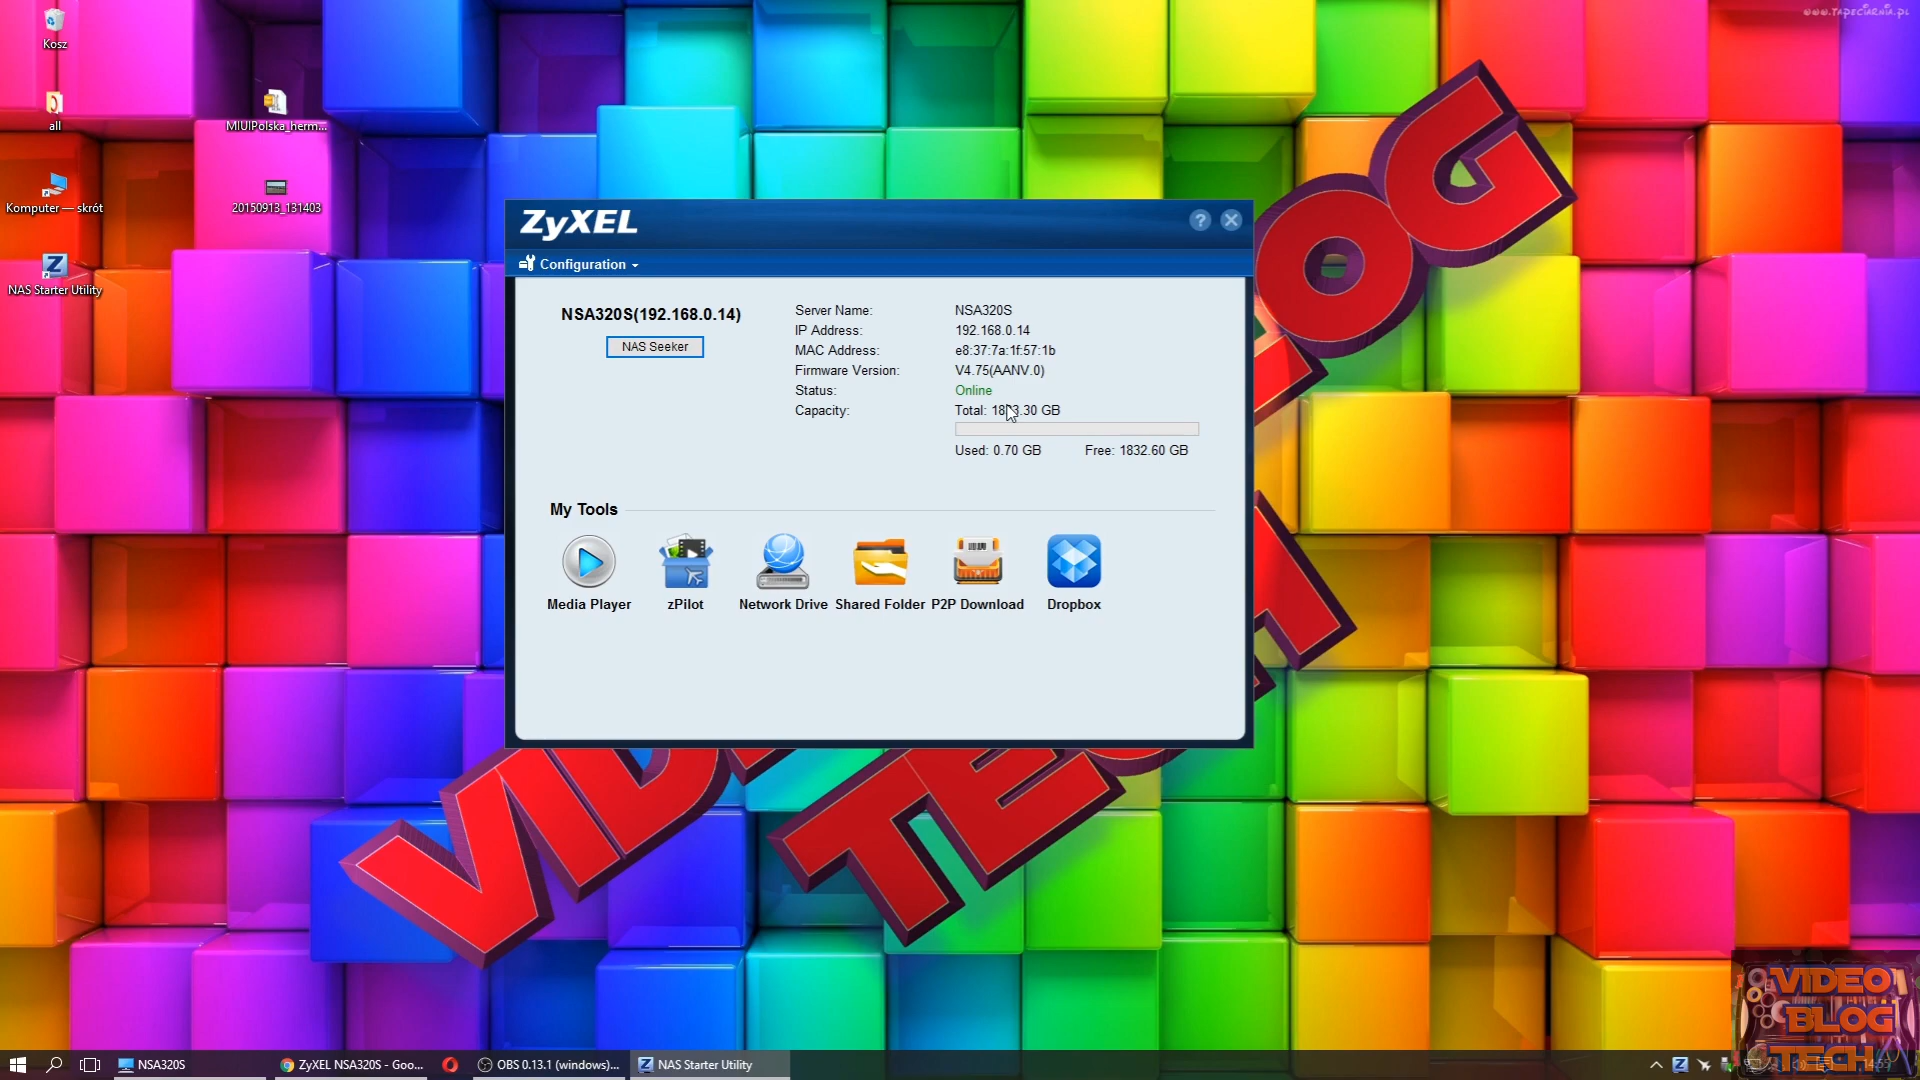 www.tapeciarnia.pl
Kosz
all
MIUIPolska_herm...
Komputer — skrót
20150913_131403
NAS Starter Utility
ZyXEL
?
Configuration
NSA320S(192.168.0.14)
NAS Seeker
Server Name: NSA320S
IP Address: 192.168.0.14
MAC Address: e8:37:7a:1f:57:1b
Firmware Version: V4.75(AANV.0)
Status: Online
Capacity: Total: 1833.30 GB
Used: 0.70 GB Free: 1832.60 GB
My Tools
Media Player
zPilot
Network Drive
Shared Folder
P2P Download
Dropbox
VIDEO
BLOG
TECH
NSA320S
ZyXEL NSA320S - Goo...
OBS 0.13.1 (windows)...
NAS Starter Utility